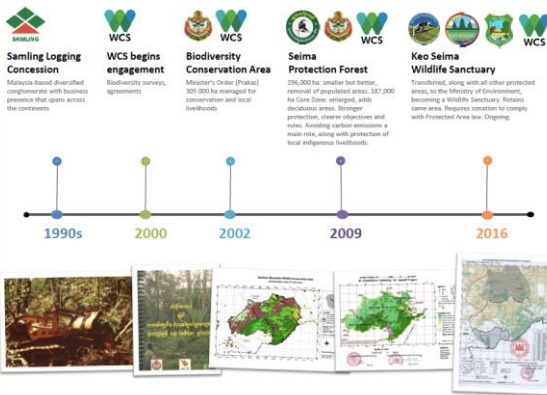 SAMLING
WCS
WCS
WCS
WCS
Samling Logging
Concession
Malaysia-based diversified
conglomerate with business
presence that spans across
the continents
WCS begins
engagement
Biodiversity surveys,
agreements
Biodiversity
Conservation Area
Minister's Order (Prakas)
305 000 ha managed for
conservation and local
livelihoods
Seima
Protection Forest
296,000 ha: smaller but better,
removal of populated areas. 187,000
ha Core Zone: enlarged, adds
deciduous areas. Stronger
protection, clearer objectives and
rules. Avoiding carbon emissions a
main role, along with protection of
local indigenous livelihoods.
Keo Seima
Wildlife Sanctuary
Transferred, along with all other protected
areas, to the Ministry of Environment,
becoming a Wildlife Sanctuary. Retains
same area. Requires zonation to comply
with Protected Area law. Ongoing.
1990s
2000
2002
2009
2016